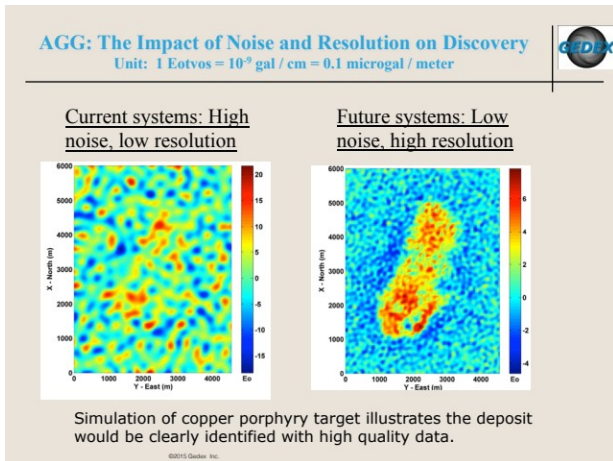 AGG: The Impact of Noise and Resolution on Discovery
Unit: 1 Eotvos = 10⁻⁹ gal / cm = 0.1 microgal / meter
GEDEX
Current systems: High
noise, low resolution
Future systems: Low
noise, high resolution
6000
5000
4000
3000
2000
1000
0
X - North (m)
0 1000 2000 3000 4000
Y - East (m)
20
15
10
5
0
-5
-10
-15
Eo
6000
5000
4000
3000
2000
1000
0
X - North (m)
0 1000 2000 3000 4000
Y - East (m)
6
4
2
0
-2
-4
Eo
Simulation of copper porphyry target illustrates the deposit
would be clearly identified with high quality data.
©2015 Gedex Inc.